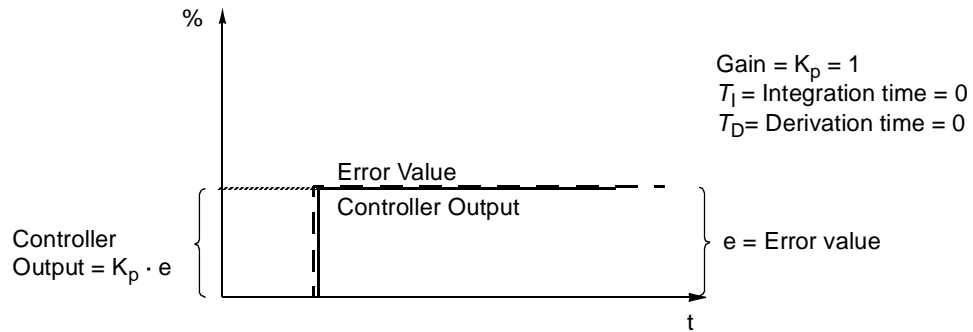 %
Gain = Kp = 1
TI = Integration time = 0
TD= Derivation time = 0
Error Value
Controller Output
Controller
Output = Kp · e
e = Error value
t